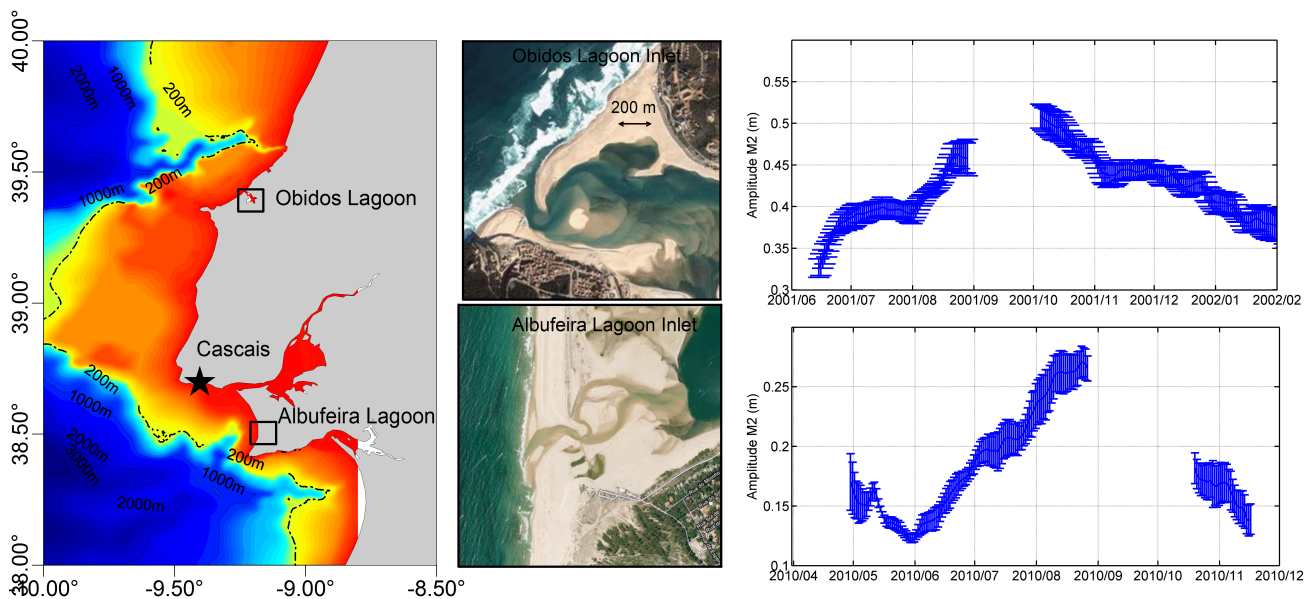 40.00°
39.50°
39.00°
38.50°
38.00°
-10.00°
-9.50°
-9.00°
-8.50°
2000m
1000m
200m
1000m
200m
Obidos Lagoon
Cascais
Albufeira Lagoon
200m
1000m
2000m
3000m
200m
1000m
2000m
Obidos Lagoon Inlet
200 m
Albufeira Lagoon Inlet
Amplitude M2 (m)
0.55
0.5
0.45
0.4
0.35
0.3
2001/06
2001/07
2001/08
2001/09
2001/10
2001/11
2001/12
2002/01
2002/02
Amplitude M2 (m)
0.25
0.2
0.15
0.1
2010/04
2010/05
2010/06
2010/07
2010/08
2010/09
2010/10
2010/11
2010/12